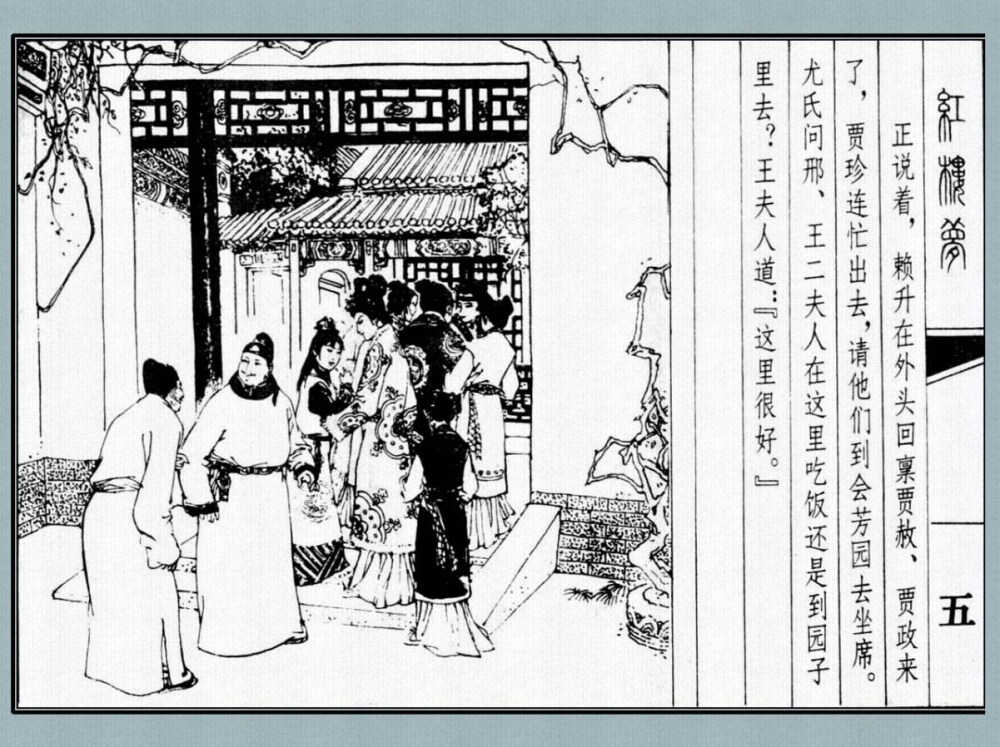 紅樓夢
五
正说着，赖升在外头回禀贾赦、贾政来
了，贾珍连忙出去，请他们到会芳园去坐席。
尤氏问邢、王二夫人在这里吃饭还是到园子
里去？王夫人道：『这里很好。』